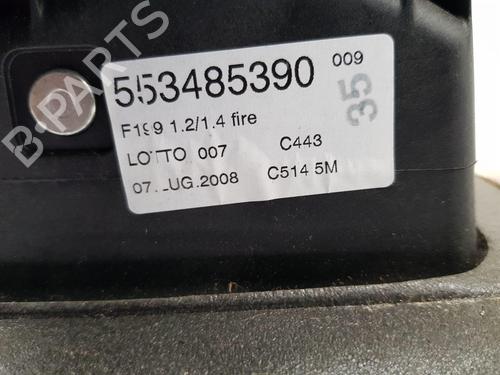 553485390 009
F199 1.2/1.4 fire
LOTTO 007 C443
07.LUG.2008 C514 5M
35
B-PARTS